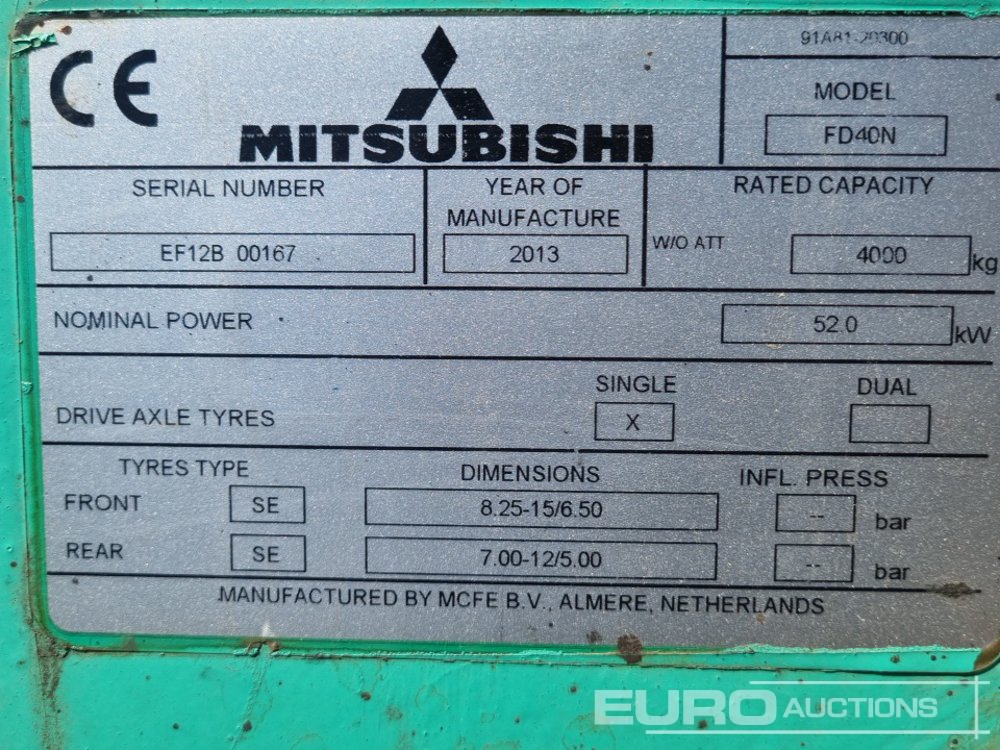 CE
MITSUBISHI
91A81-20300
MODEL
FD40N
SERIAL NUMBER
EF12B 00167
YEAR OF
MANUFACTURE
2013
RATED CAPACITY
W/O ATT 4000 kg
NOMINAL POWER 52.0 kW
SINGLE DUAL
DRIVE AXLE TYRES X
TYRES TYPE DIMENSIONS INFL. PRESS
FRONT SE 8.25-15/6.50 -- bar
REAR SE 7.00-12/5.00 -- bar
MANUFACTURED BY MCFE B.V., ALMERE, NETHERLANDS
EURO AUCTIONS